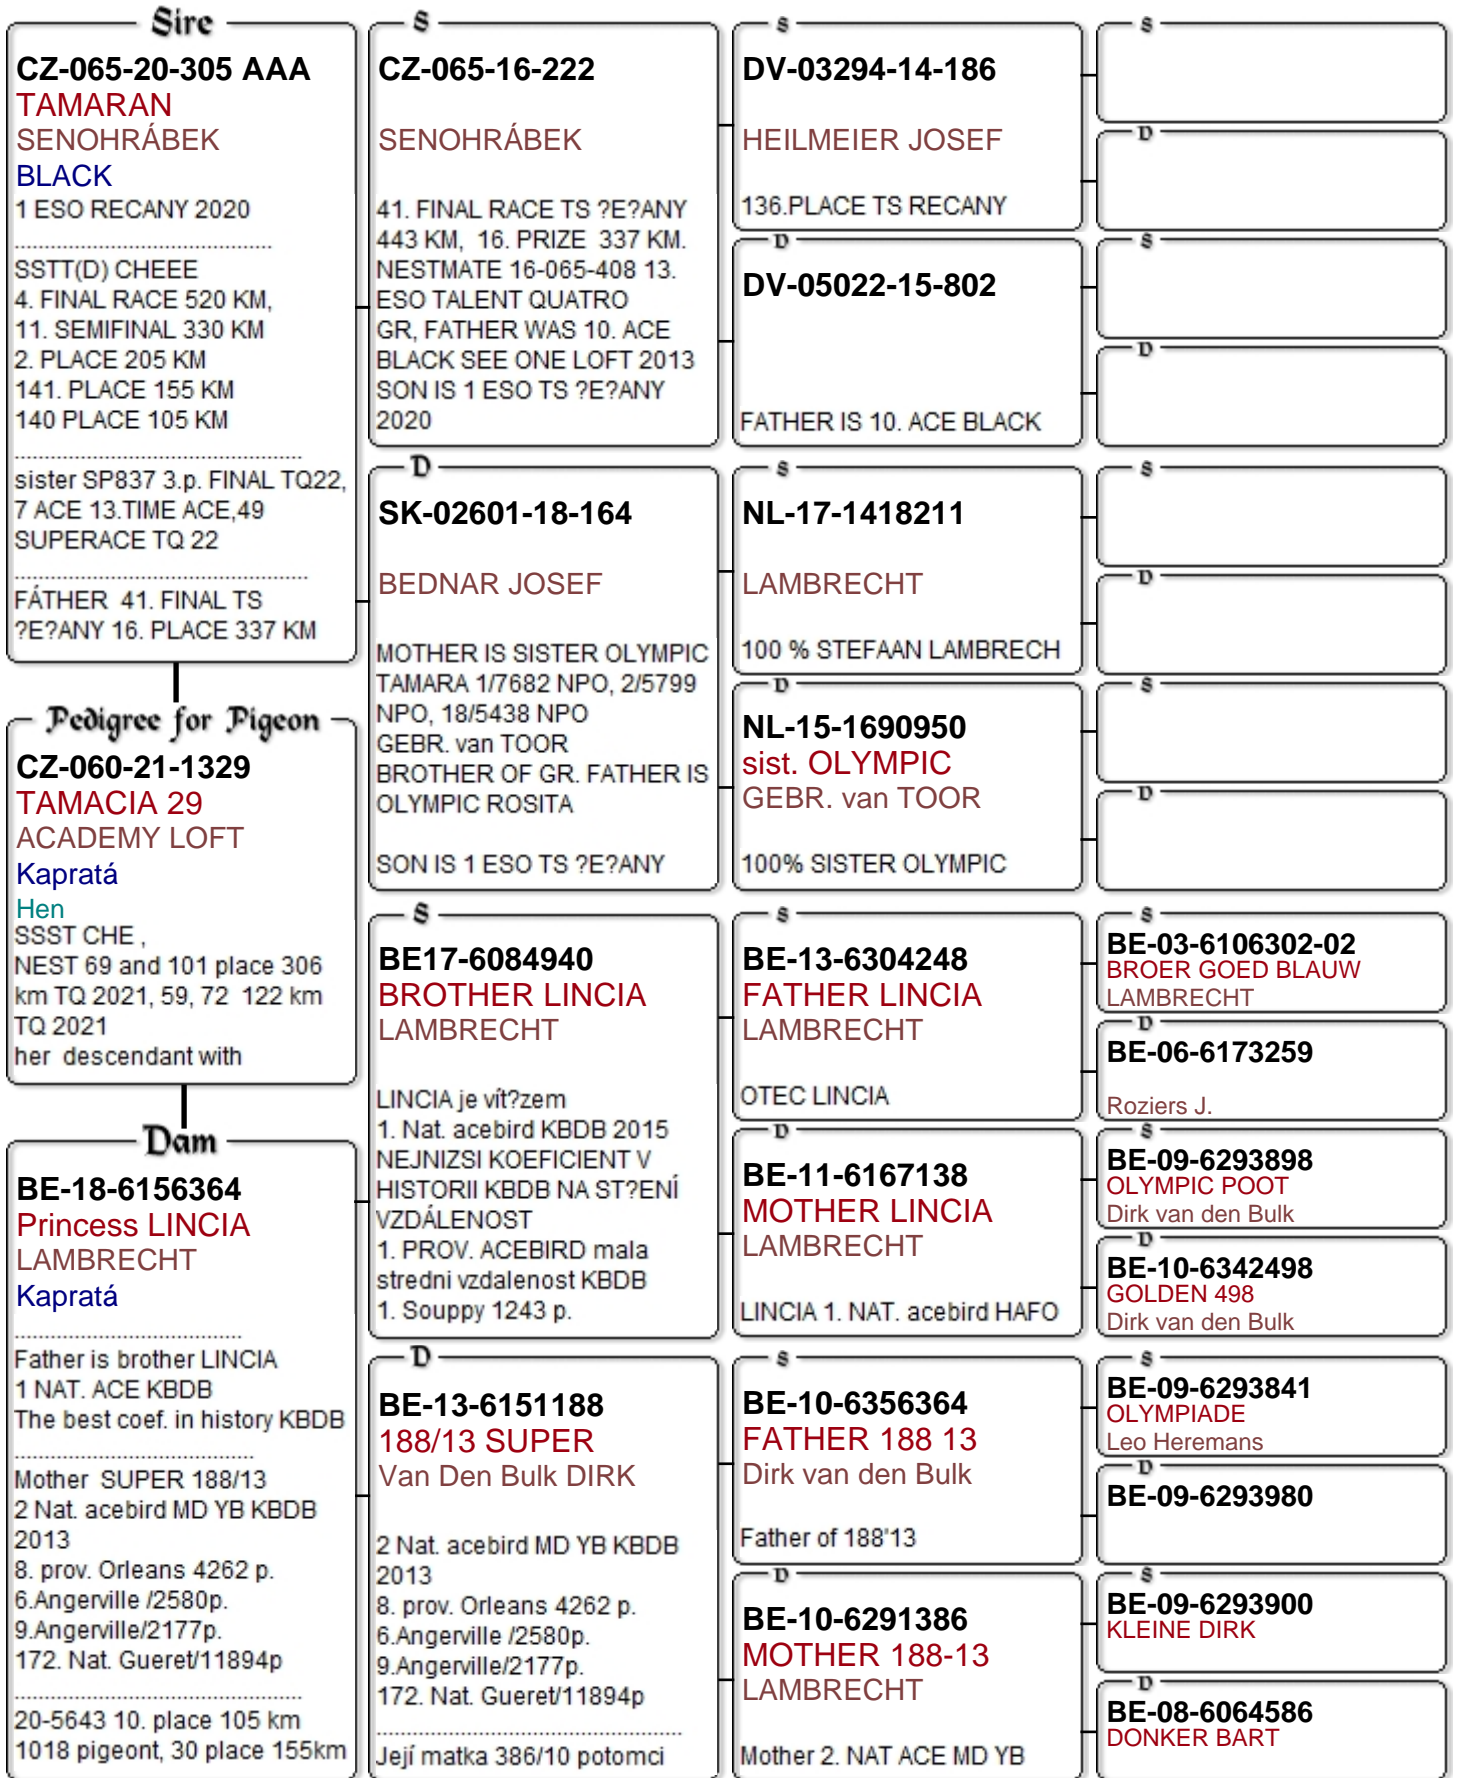 Sire
CZ-065-20-305 AAA
TAMARAN
SENOHRÁBEK
BLACK
1 ESO RECANY 2020
............................................
SSTT(D) CHEEE
4. FINAL RACE 520 KM,
11. SEMIFINAL 330 KM
2. PLACE 205 KM
141. PLACE 155 KM
140 PLACE 105 KM
.................................................
sister SP837 3.p. FINAL TQ22,
7 ACE 13.TIME ACE,49
SUPERACE TQ 22
..................................................
FÁTHER  41. FINAL TS
?E?ANY 16. PLACE 337 KM
Pedigree for Pigeon
CZ-060-21-1329
TAMACIA 29
ACADEMY LOFT
Kapratá
Hen
SSST CHE ,
NEST 69 and 101 place 306
km TQ 2021, 59, 72  122 km
TQ 2021
her  descendant with
Dam
BE-18-6156364
Princess LINCIA
LAMBRECHT
Kapratá
.......................................
Father is brother LINCIA
1 NAT. ACE KBDB
The best coef. in history KBDB
.........................................
Mother  SUPER 188/13
2 Nat. acebird MD YB KBDB
2013
8. prov. Orleans 4262 p.
6.Angerville /2580p.
9.Angerville/2177p.
172. Nat. Gueret/11894p
.................................................
20-5643 10. place 105 km
1018 pigeont, 30 place 155km
S
CZ-065-16-222
SENOHRÁBEK
41. FINAL RACE TS ?E?ANY
443 KM,  16. PRIZE  337 KM.
NESTMATE 16-065-408 13.
ESO TALENT QUATRO
GR, FATHER WAS 10. ACE
BLACK SEE ONE LOFT 2013
SON IS 1 ESO TS ?E?ANY
2020
D
SK-02601-18-164
BEDNAR JOSEF
MOTHER IS SISTER OLYMPIC
TAMARA 1/7682 NPO, 2/5799
NPO, 18/5438 NPO
GEBR. van TOOR
BROTHER OF GR. FATHER IS
OLYMPIC ROSITA
SON IS 1 ESO TS ?E?ANY
S
BE17-6084940
BROTHER LINCIA
LAMBRECHT
LINCIA je vít?zem
1. Nat. acebird KBDB 2015
NEJNIZSI KOEFICIENT V
HISTORII KBDB NA ST?ENÍ
VZDÁLENOST
1. PROV. ACEBIRD mala
stredni vzdalenost KBDB
1. Souppy 1243 p.
D
BE-13-6151188
188/13 SUPER
Van Den Bulk DIRK
2 Nat. acebird MD YB KBDB
2013
8. prov. Orleans 4262 p.
6.Angerville /2580p.
9.Angerville/2177p.
172. Nat. Gueret/11894p
....................................................
Její matka 386/10 potomci
S
DV-03294-14-186
HEILMEIER JOSEF
136.PLACE TS RECANY
D
DV-05022-15-802
FATHER IS 10. ACE BLACK
S
NL-17-1418211
LAMBRECHT
100 % STEFAAN LAMBRECH
D
NL-15-1690950
sist. OLYMPIC
GEBR. van TOOR
100% SISTER OLYMPIC
S
BE-13-6304248
FATHER LINCIA
LAMBRECHT
OTEC LINCIA
D
BE-11-6167138
MOTHER LINCIA
LAMBRECHT
LINCIA 1. NAT. acebird HAFO
S
BE-10-6356364
FATHER 188 13
Dirk van den Bulk
Father of 188'13
D
BE-10-6291386
MOTHER 188-13
LAMBRECHT
Mother 2. NAT ACE MD YB
S
D
S
D
S
D
S
D
S
BE-03-6106302-02
BROER GOED BLAUW
LAMBRECHT
D
BE-06-6173259
Roziers J.
S
BE-09-6293898
OLYMPIC POOT
Dirk van den Bulk
D
BE-10-6342498
GOLDEN 498
Dirk van den Bulk
S
BE-09-6293841
OLYMPIADE
Leo Heremans
D
BE-09-6293980
S
BE-09-6293900
KLEINE DIRK
D
BE-08-6064586
DONKER BART